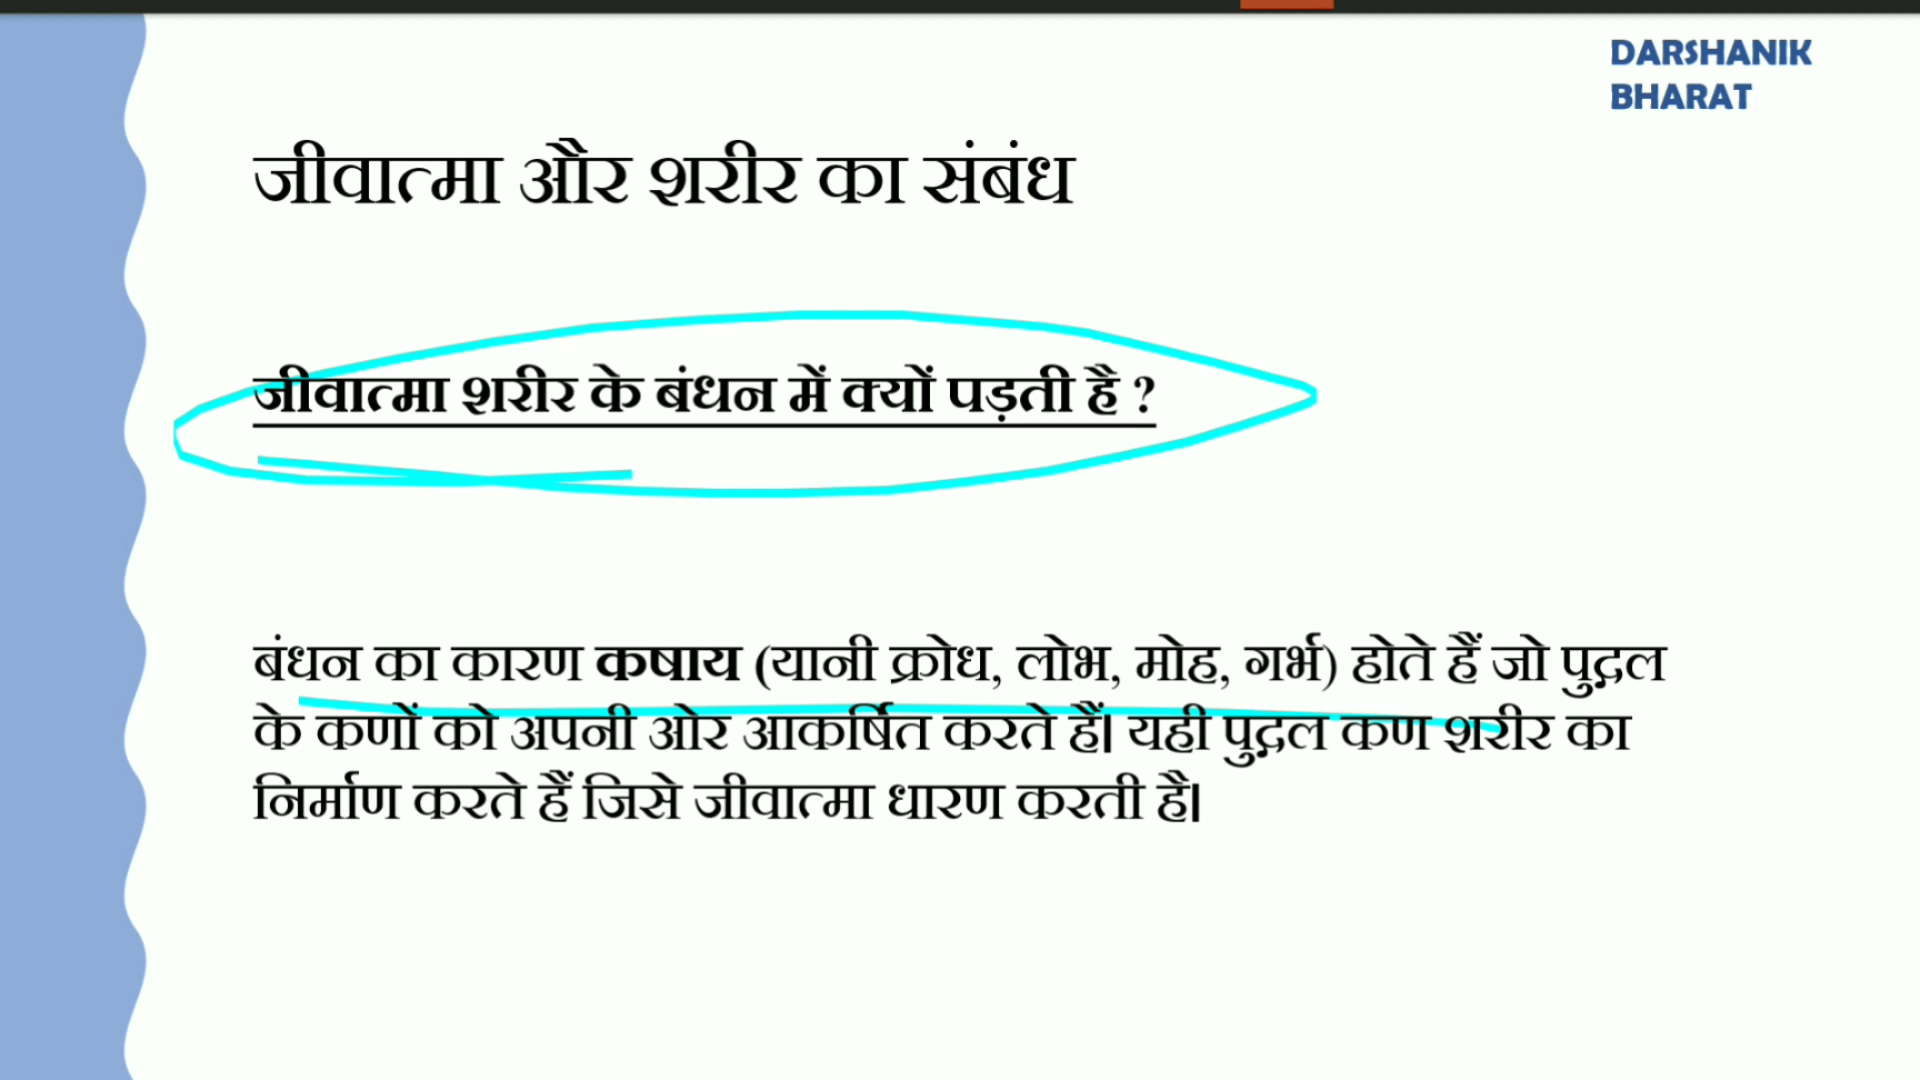 DARSHANIK
BHARAT
जीवात्मा और शरीर का संबंध
जीवात्मा शरीर के बंधन में क्यों पड़ती है ?
बंधन का कारण कषाय (यानी क्रोध, लोभ, मोह, गर्भ) होते हैं जो पुद्गल
के कणों को अपनी ओर आकर्षित करते हैं। यही पुद्गल कण शरीर का
निर्माण करते हैं जिसे जीवात्मा धारण करती है।